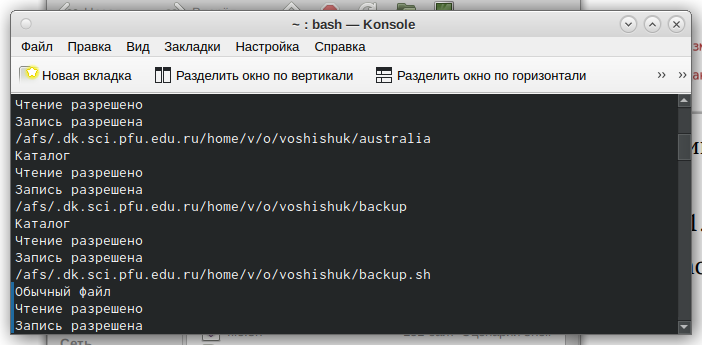 ~ : bash — Konsole
Файл Правка Вид Закладки Настройка Справка
Новая вкладка Разделить окно по вертикали Разделить окно по горизонтали
Чтение разрешено
Запись разрешена
/afs/.dk.sci.pfu.edu.ru/home/v/o/voshishuk/australia
Каталог
Чтение разрешено
Запись разрешена
/afs/.dk.sci.pfu.edu.ru/home/v/o/voshishuk/backup
Каталог
Чтение разрешено
Запись разрешена
/afs/.dk.sci.pfu.edu.ru/home/v/o/voshishuk/backup.sh
Обычный файл
Чтение разрешено
Запись разрешена
Сеть